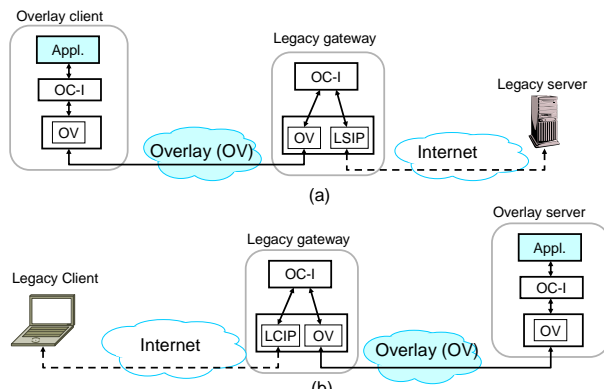 Overlay client
Appl.
OC-I
OV
Overlay (OV)
Legacy gateway
OC-I
OV
LSIP
Internet
Legacy server
(a)
Legacy Client
Internet
Legacy gateway
OC-I
LCIP
OV
Overlay (OV)
Overlay server
Appl.
OC-I
OV
(b)